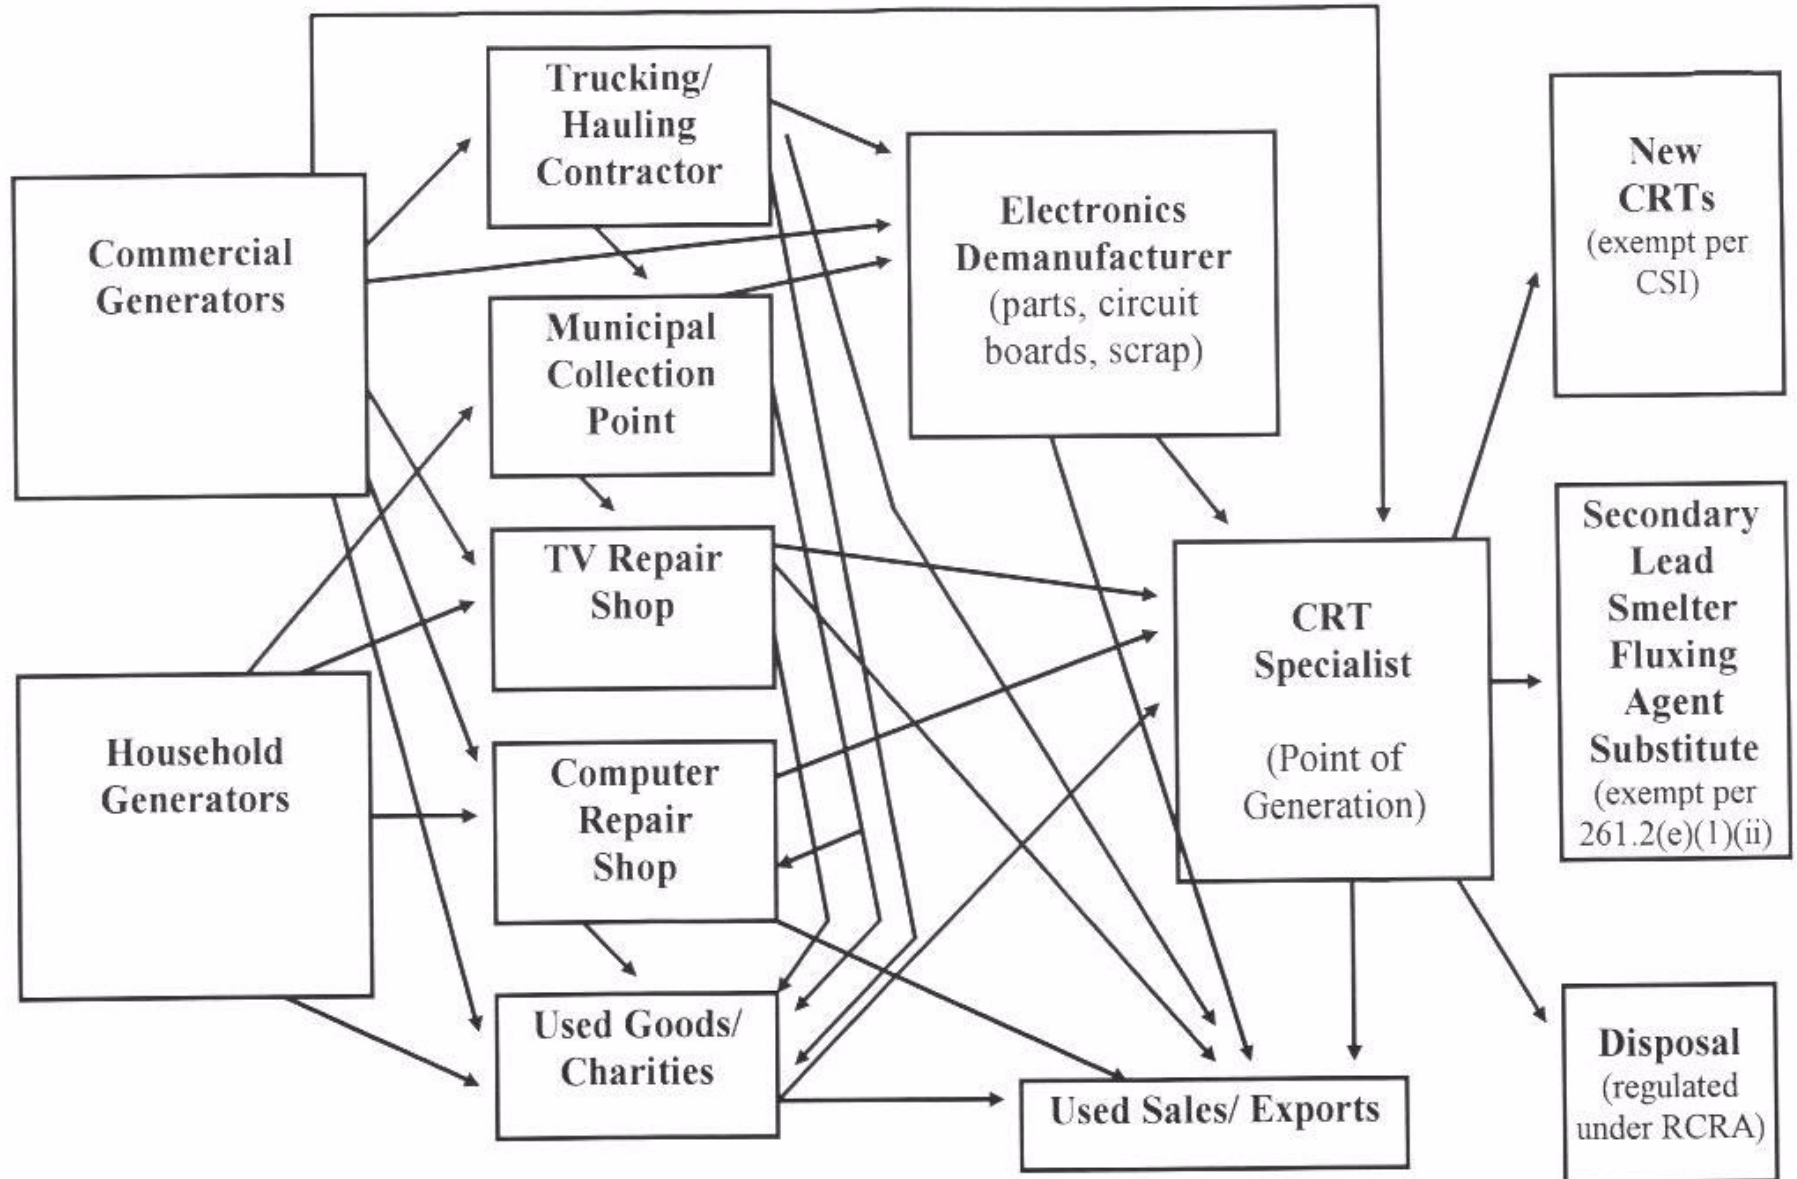 Trucking/
Hauling
Contractor
Commercial
Generators
Electronics
Demanufacturer
(parts, circuit
boards, scrap)
New
CRTs
(exempt per
CSI)
Municipal
Collection
Point
TV Repair
Shop
CRT
Specialist
(Point of
Generation)
Secondary
Lead
Smelter
Fluxing
Agent
Substitute
(exempt per
261.2(e)(1)(ii)
Household
Generators
Computer
Repair
Shop
Used Goods/
Charities
Used Sales/ Exports
Disposal
(regulated
under RCRA)